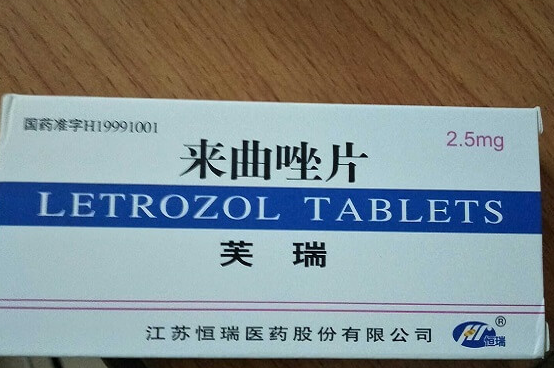 国药准字H19991001
2.5mg
来曲唑片
LETROZOL TABLETS
芙瑞
江苏恒瑞医药股份有限公司
恒瑞
®